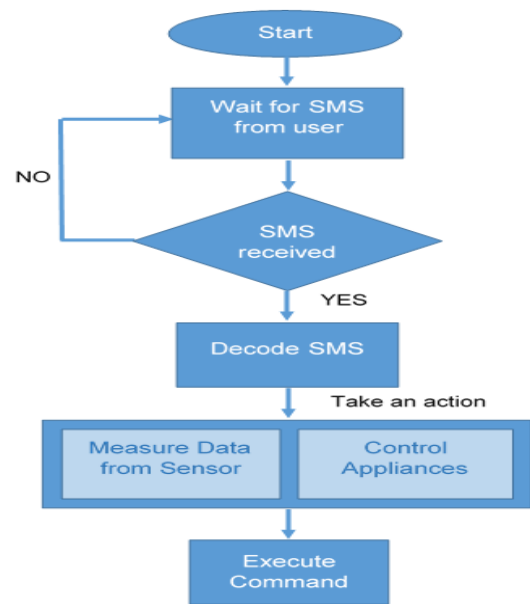 Start
Wait for SMS
from user
NO
SMS
received
YES
Decode SMS
Take an action
Measure Data
from Sensor
Control
Appliances
Execute
Command